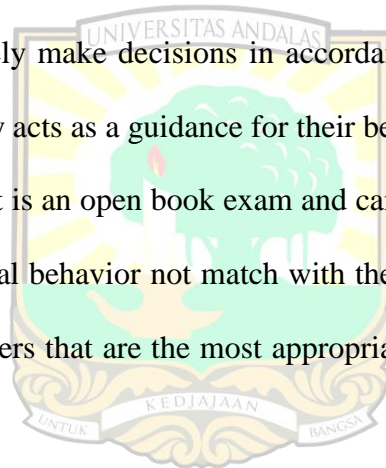 UNIVERSITAS ANDALAS
ely make decisions in accorda
y acts as a guidance for their be
t is an open book exam and ca
al behavior not match with the
ers that are the most appropria
KEDJAJAAN
UNTUK
BANGSA